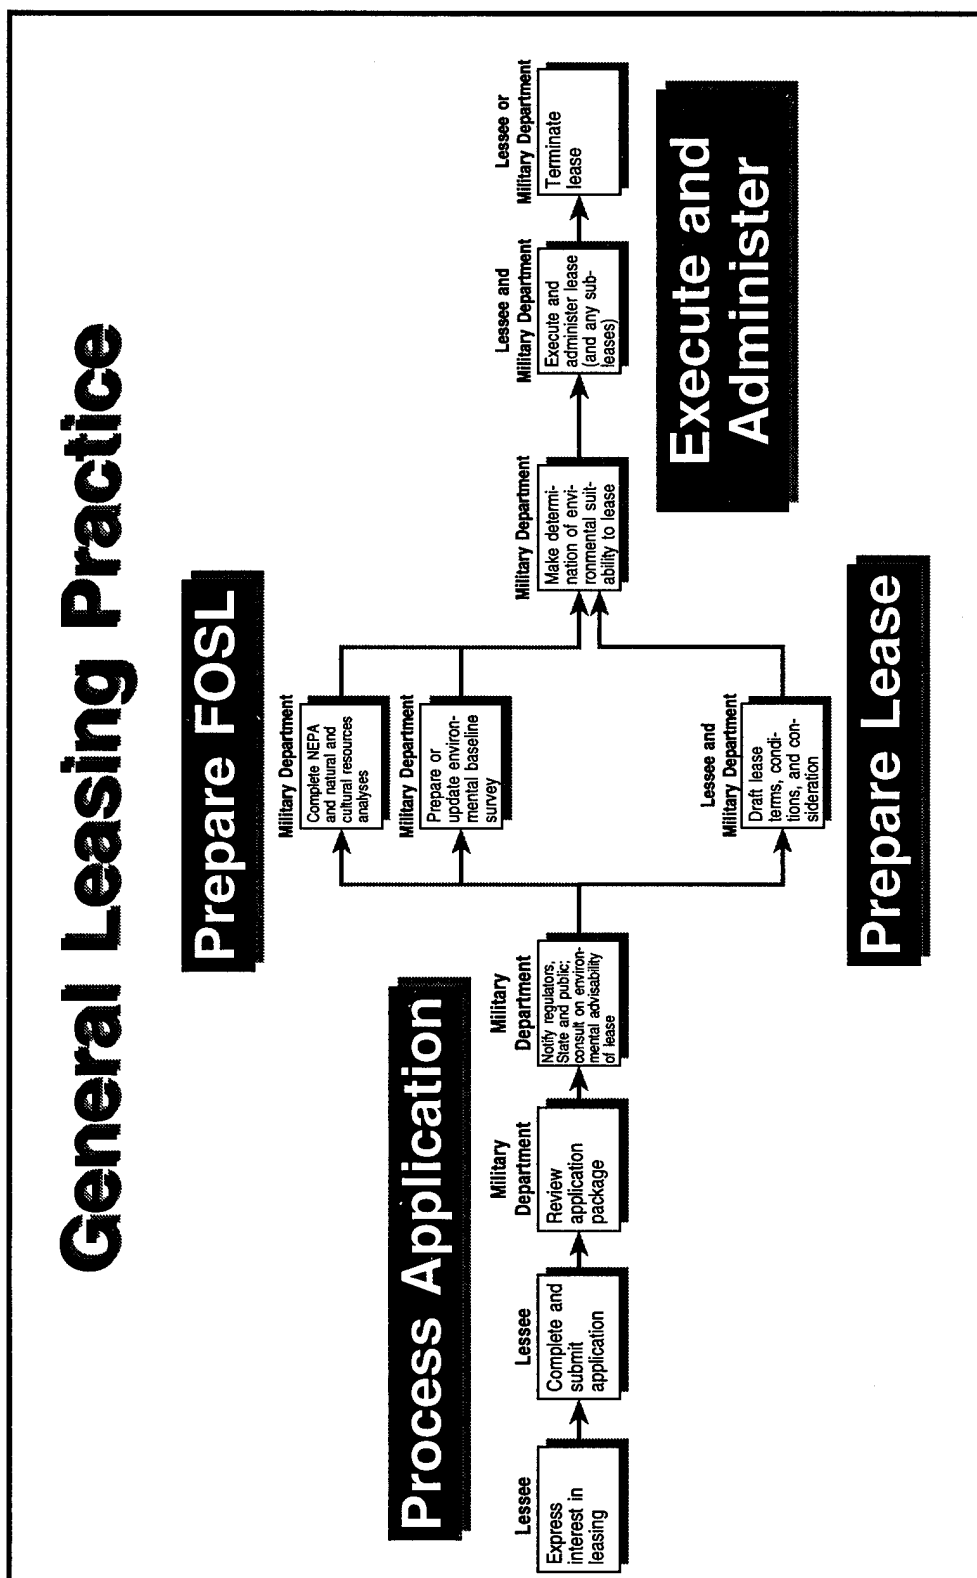 General Leasing Practice
Process Application
Lessee
Express
interest in
leasing
Lessee
Complete and
submit
application
Military
Department
Review
application
package
Military
Department
Notify regulators,
State and public;
consult on environ-
mental advisability
of lease
Prepare FOSL
Military Department
Complete NEPA
and natural and
cultural resources
analyses
Military Department
Prepare or
update environ-
mental baseline
survey
Lessee and
Military Department
Draft lease
terms, condi-
tions, and con-
sideration
Prepare Lease
Military Department
Make determi-
nation of envi-
ronmental suit-
ability to lease
Lessee and
Military Department
Execute and
administer lease
(and any sub-
leases)
Lessee or
Military Department
Terminate
lease
Execute and
Administer